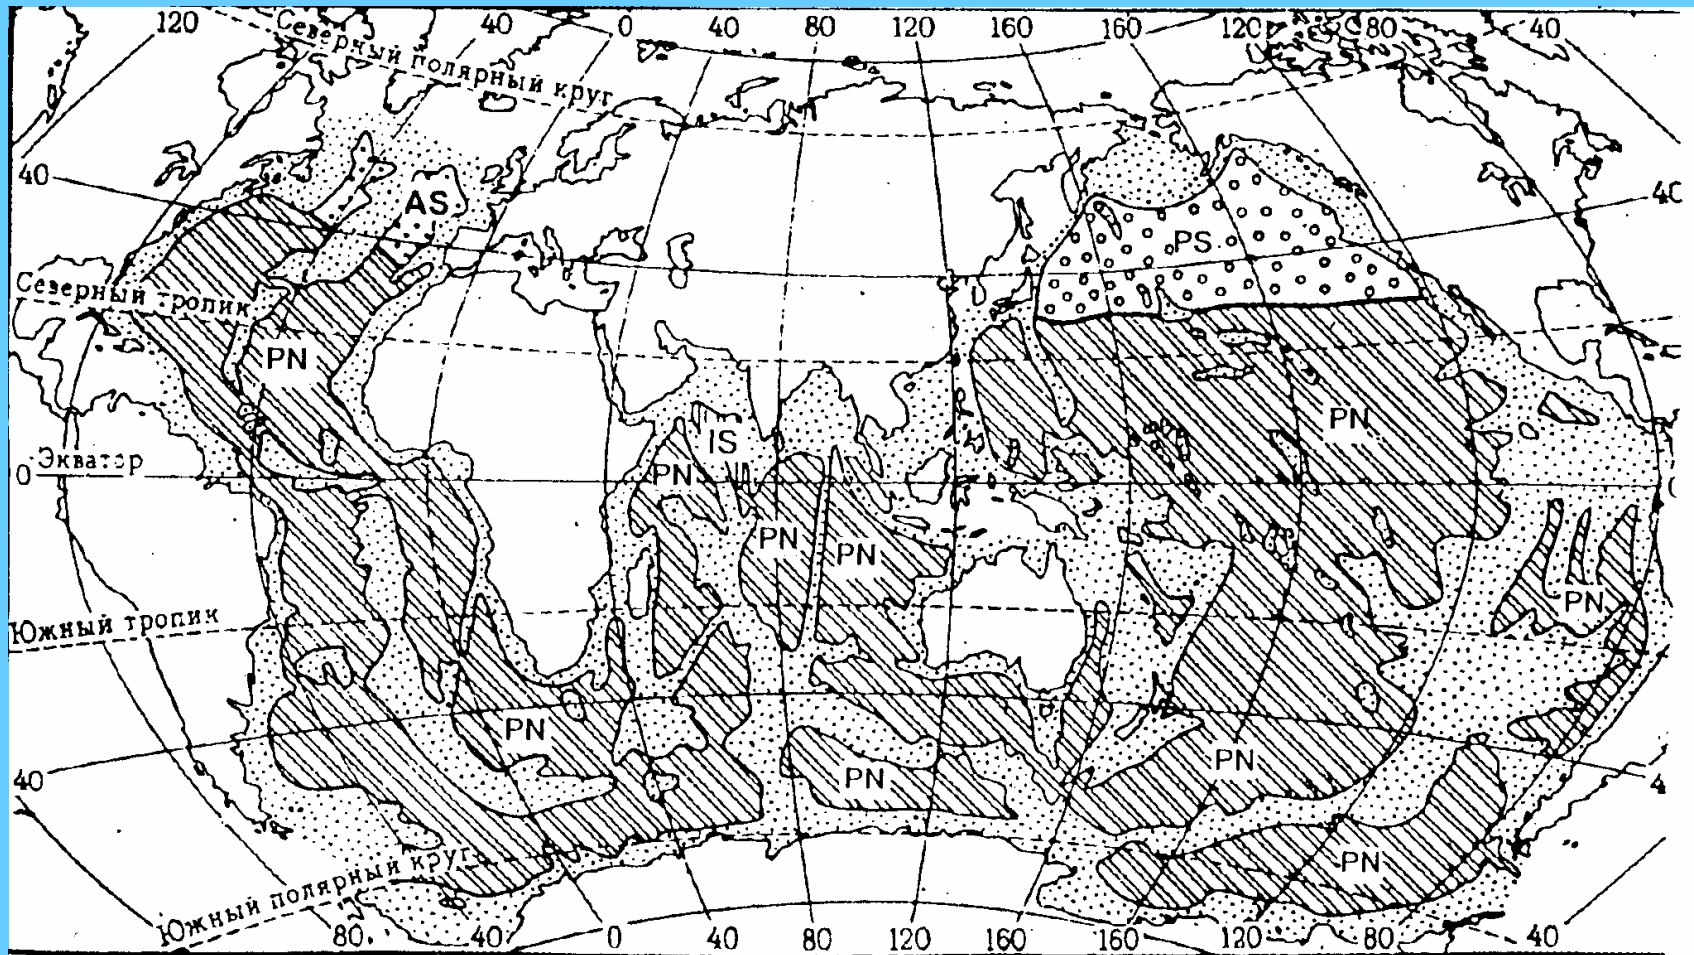 120 40 0 40 80 120 160 160 120 80 40
Северный полярный круг
40 AS 40
PS
Северный тропик
PN PN
IS
Экватор PN
0
PN PN
PN
Южный тропик
PN PN
PN
40 4
PN
Южный полярный круг
80 40 0 40 80 120 160 160 120 80 40